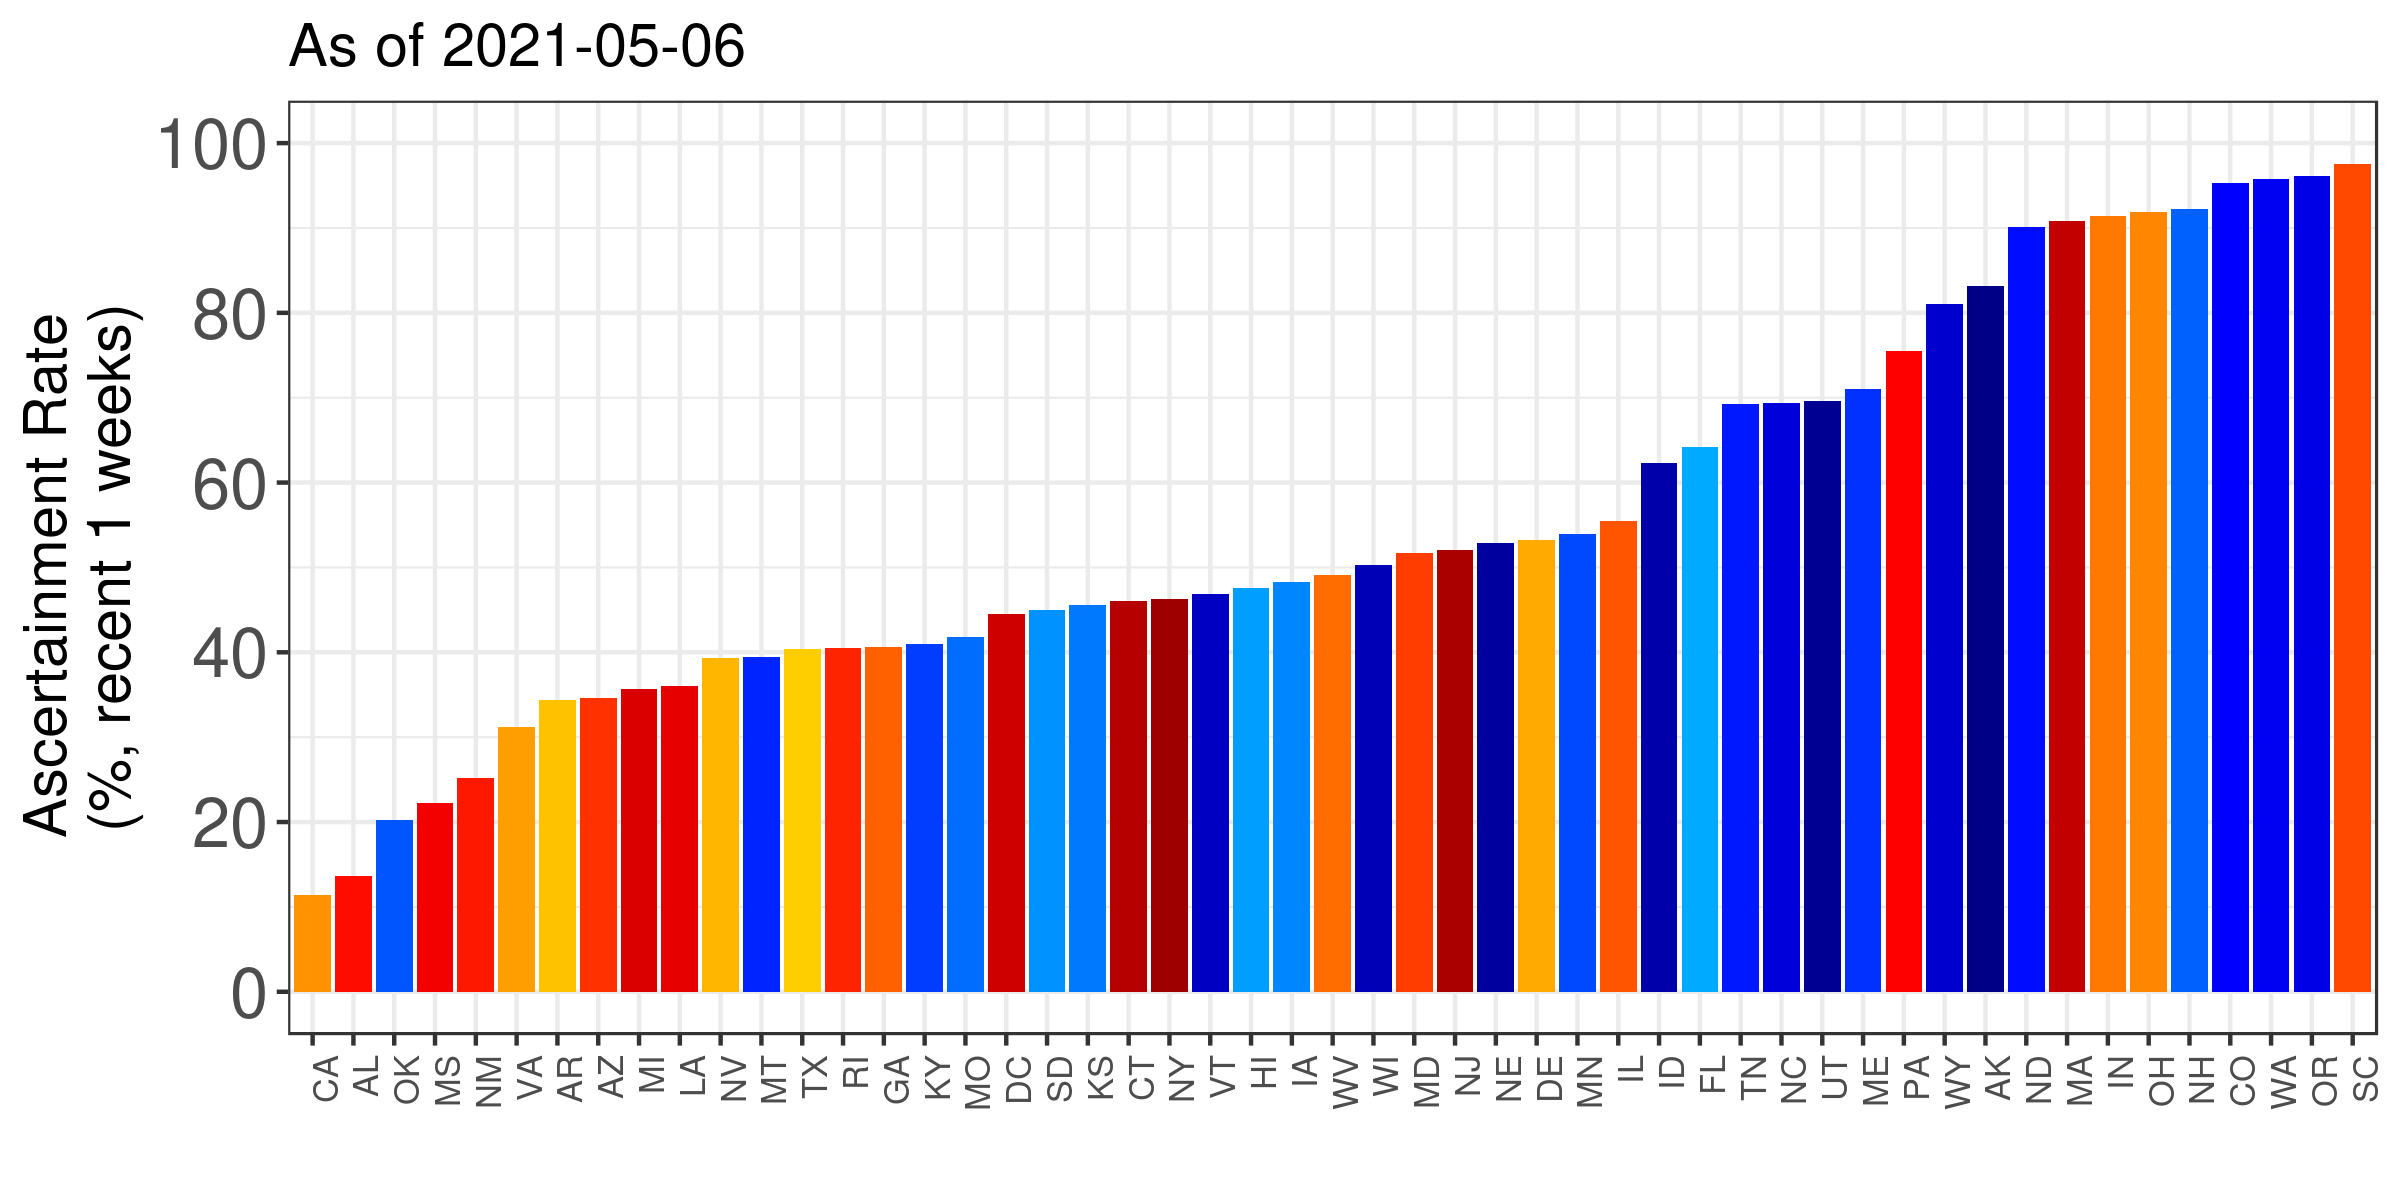 As of 2021-05-06
Ascertainment Rate
(%, recent 1 weeks)
100
80
60
40
20
0
CA AL OK MS NM VA AR AZ MI LA NV MT TX RI GA KY MO DC SD KS CT NY VT HI IA WV WI MD NJ NE DE MN IL ID FL TN NC UT ME PA WY AK ND MA IN OH NH CO WA OR SC